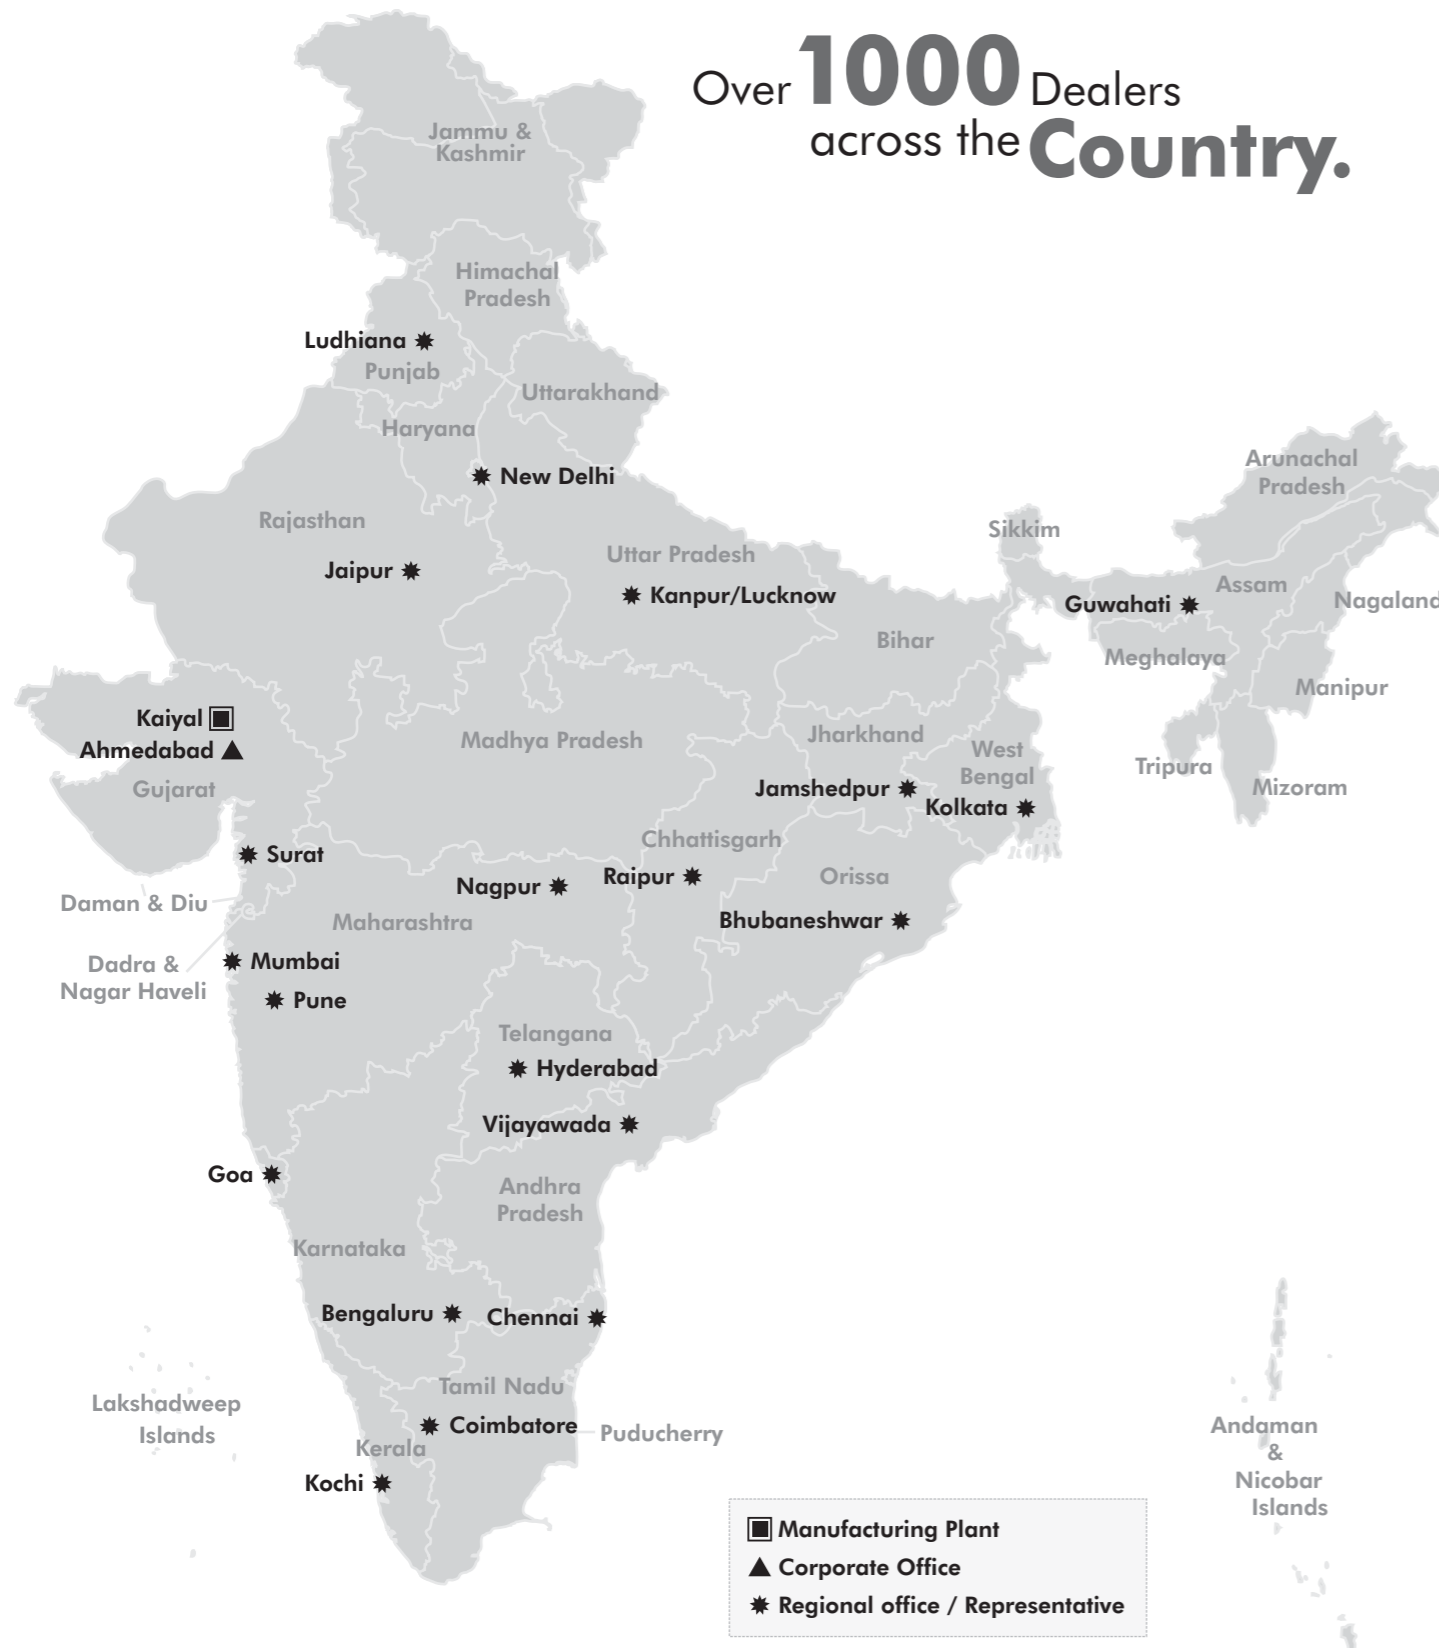 Over 1000 Dealers
across the Country.
Jammu &
Kashmir
Himachal
Pradesh
Ludhiana
Punjab
Uttarakhand
Haryana
New Delhi
Arunachal
Pradesh
Rajasthan
Sikkim
Uttar Pradesh
Jaipur
Assam
Kanpur/Lucknow
Guwahati
Nagaland
Bihar
Meghalaya
Manipur
Kaiyal
Jharkhand
Madhya Pradesh
Ahmedabad
West
Bengal
Tripura
Gujarat
Mizoram
Jamshedpur
Kolkata
Chhattisgarh
Surat
Raipur
Orissa
Nagpur
Daman & Diu
Maharashtra
Bhubaneshwar
Mumbai
Dadra &
Nagar Haveli
Pune
Telangana
Hyderabad
Vijayawada
Goa
Andhra
Pradesh
Karnataka
Bengaluru
Chennai
Tamil Nadu
Lakshadweep
Islands
Coimbatore
Puducherry
Kerala
Andaman
&
Nicobar
Islands
Kochi
Manufacturing Plant
Corporate Office
Regional office / Representative